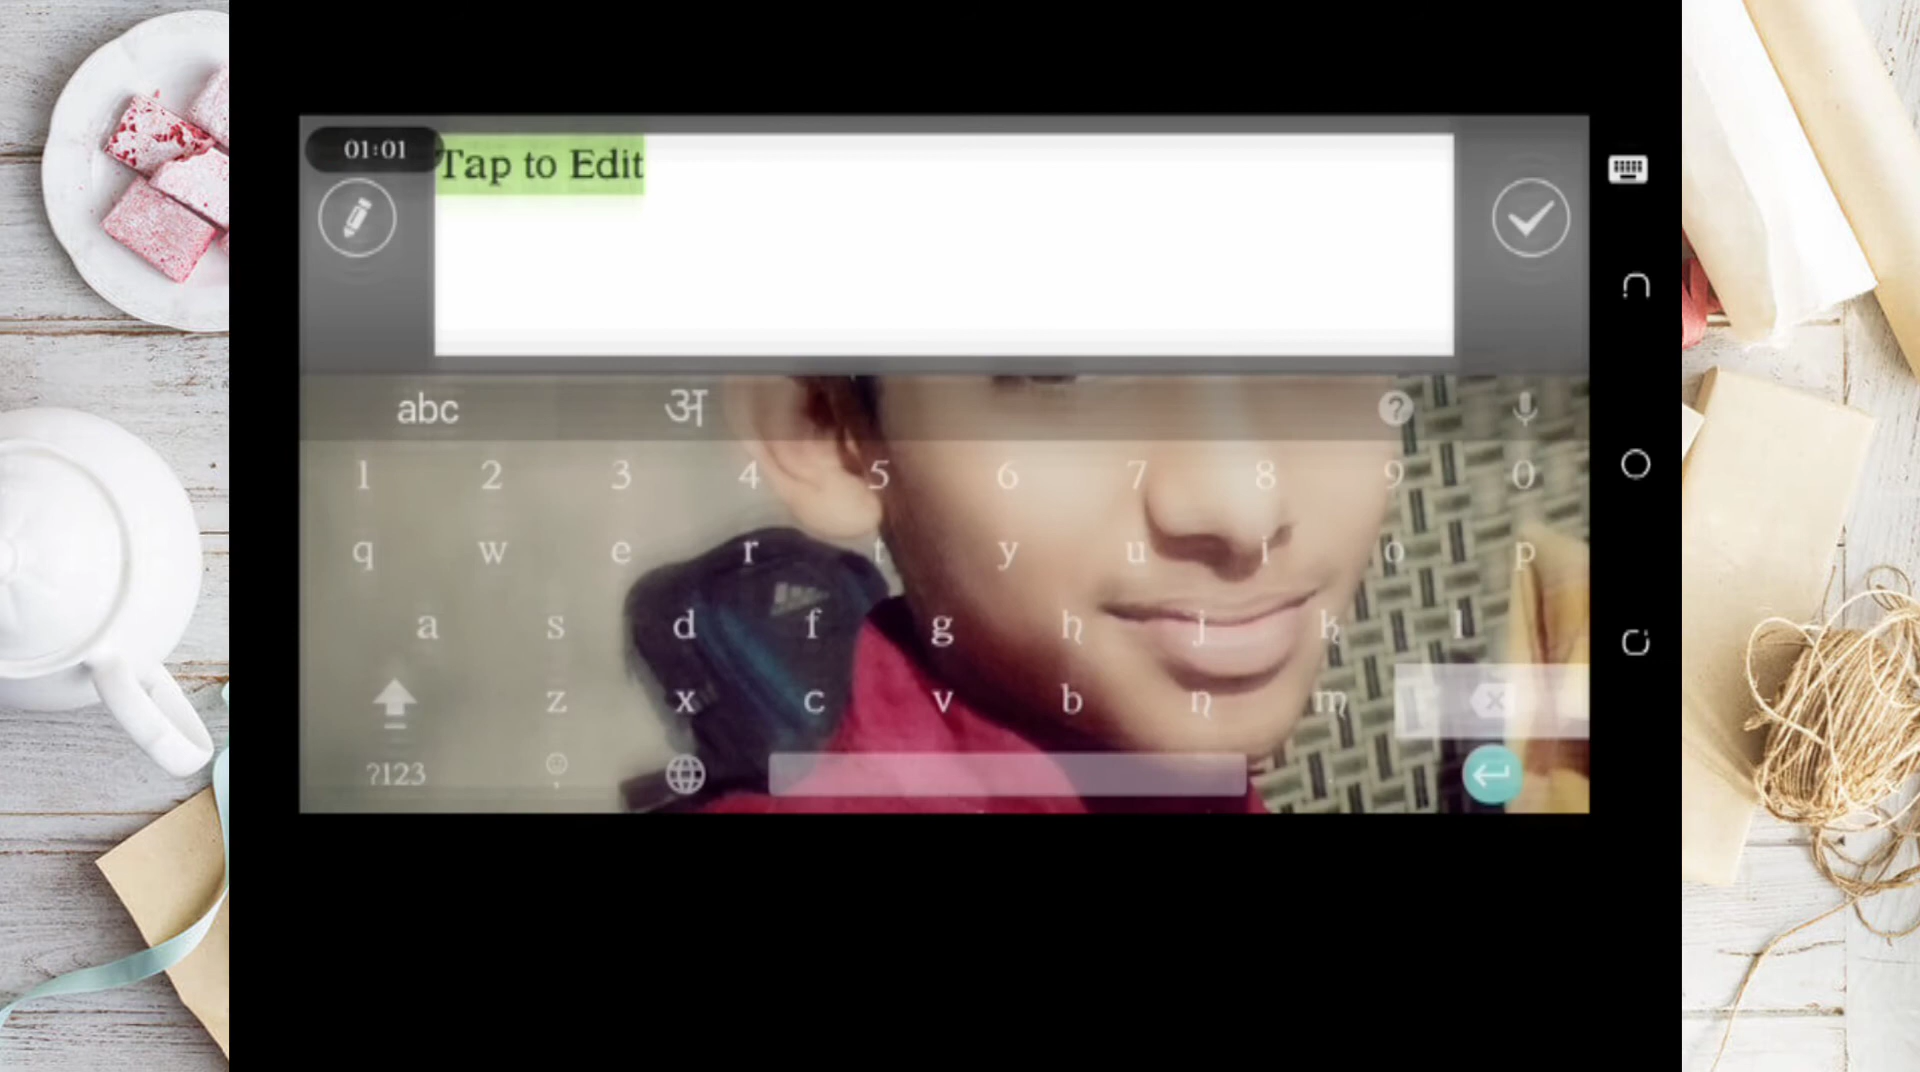 01:01
Tap to Edit
abc अ
1 2 3 4 5 6 7 8 9 0
q w e r t y u i o p
a s d f g h j k l
z x c v b n m
?123 ,